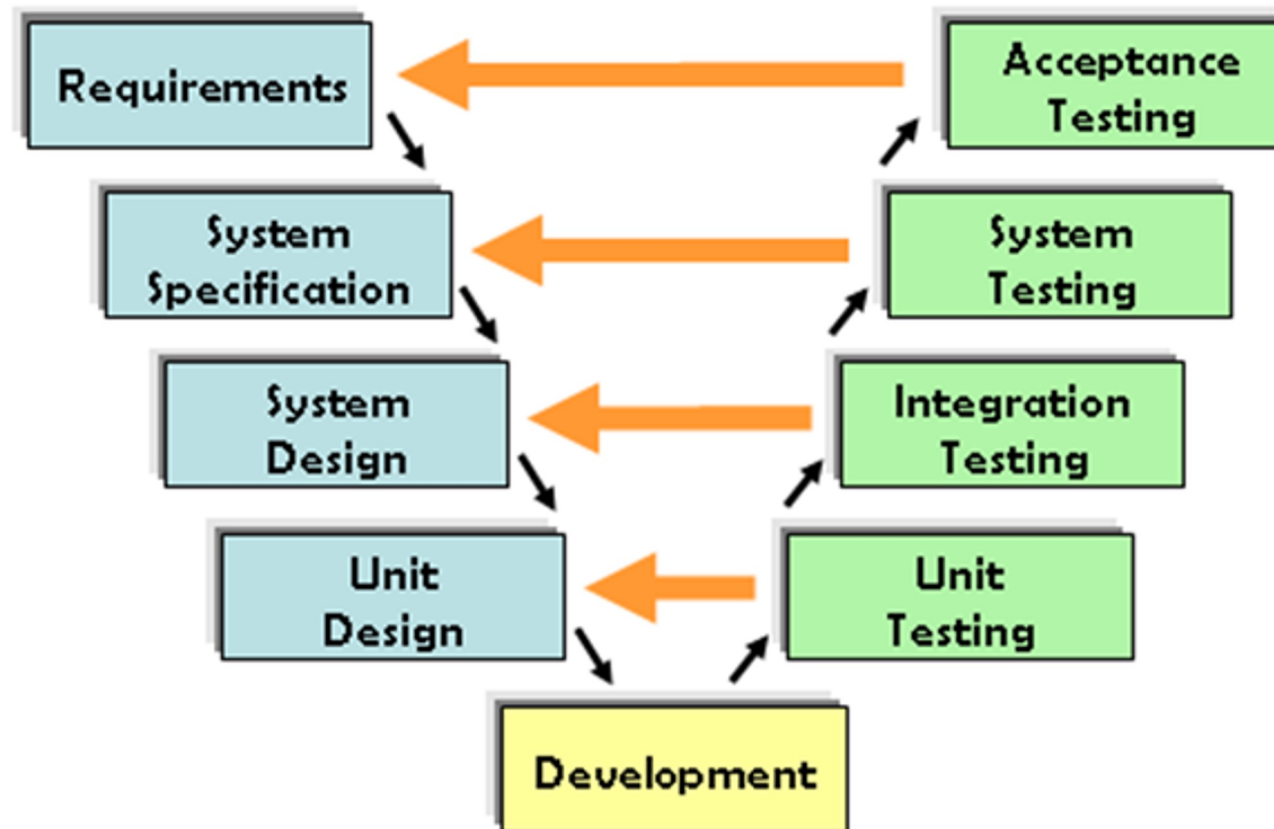 Requirements
Acceptance
Testing
System
Specification
System
Testing
System
Design
Integration
Testing
Unit
Design
Unit
Testing
Development